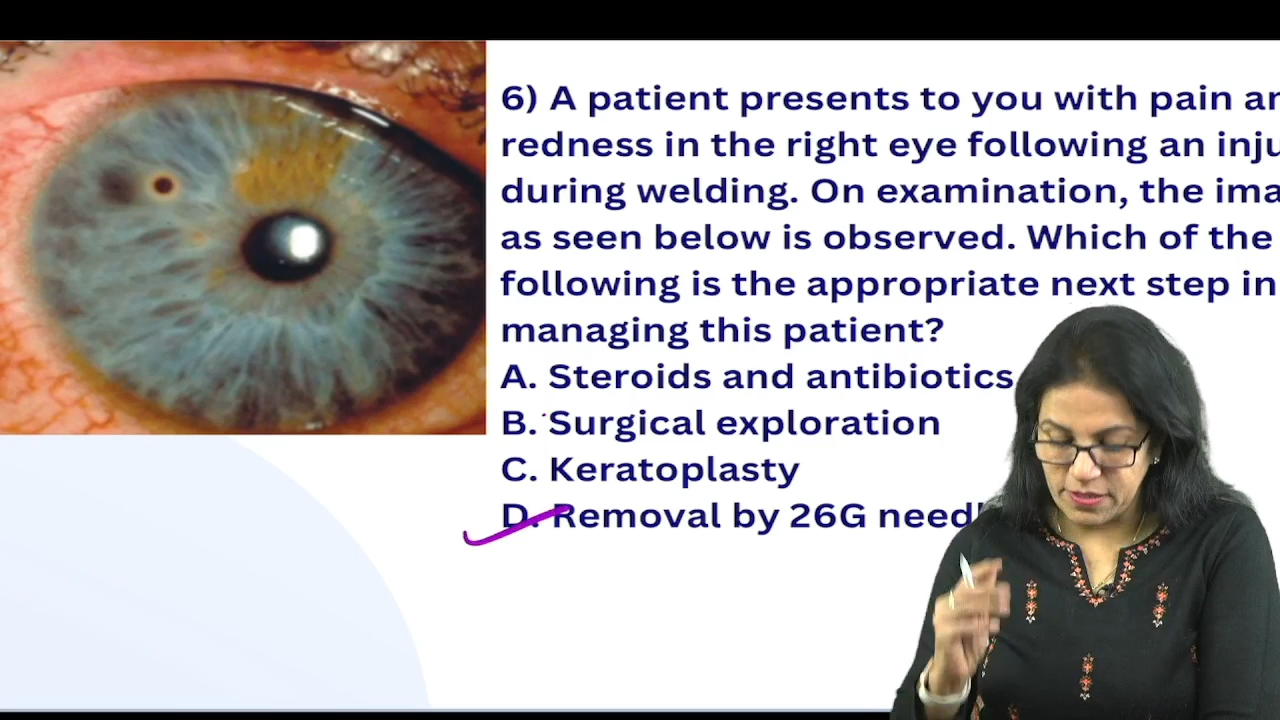 6) A patient presents to you with pain an
redness in the right eye following an inju
during welding. On examination, the ima
as seen below is observed. Which of the
following is the appropriate next step in
managing this patient?
A. Steroids and antibiotics
B. Surgical exploration
C. Keratoplasty
D. Removal by 26G needl